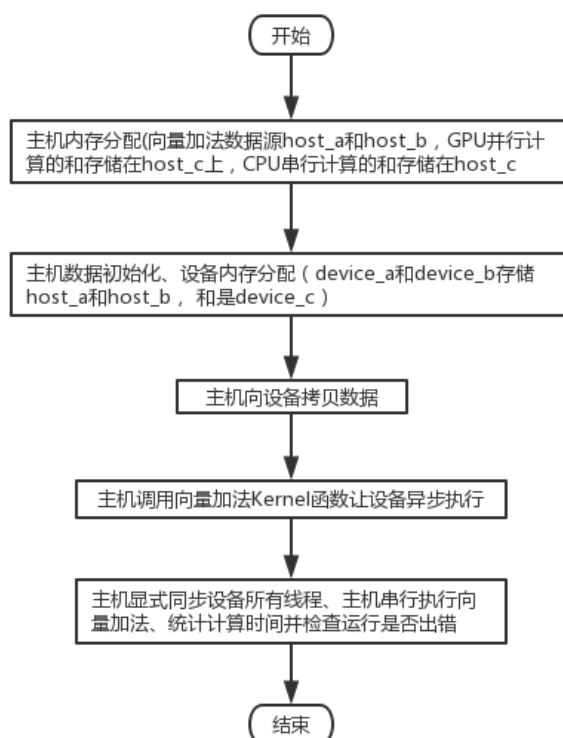 开始
主机内存分配(向量加法数据源host_a和host_b，GPU并行计
算的和存储在host_c上，CPU串行计算的和存储在host_c
主机数据初始化、设备内存分配（device_a和device_b存储
host_a和host_b， 和是device_c）
主机向设备拷贝数据
主机调用向量加法Kernel函数让设备异步执行
主机显式同步设备所有线程、主机串行执行向
量加法、统计计算时间并检查运行是否出错
结束